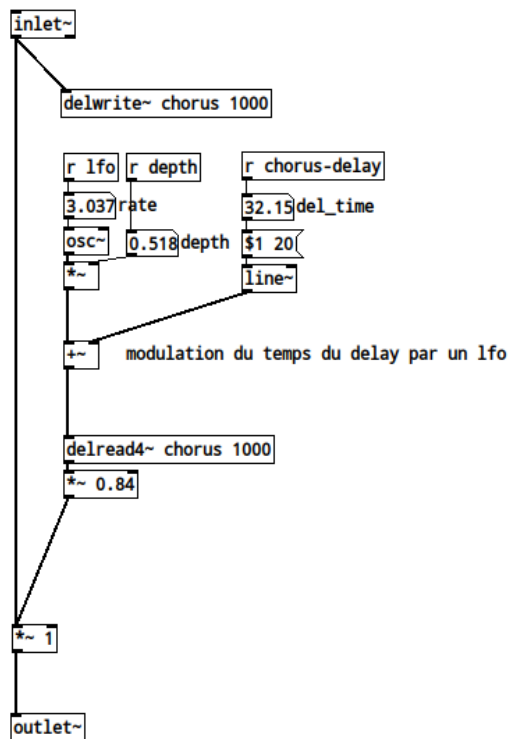 inlet~
delwrite~ chorus 1000
r lfo
r depth
r chorus-delay
3.037 rate
32.15 del_time
osc~
0.518 depth
$1 20
*~
line~
+~
modulation du temps du delay par un lfo
delread4~ chorus 1000
*~ 0.84
*~ 1
outlet~